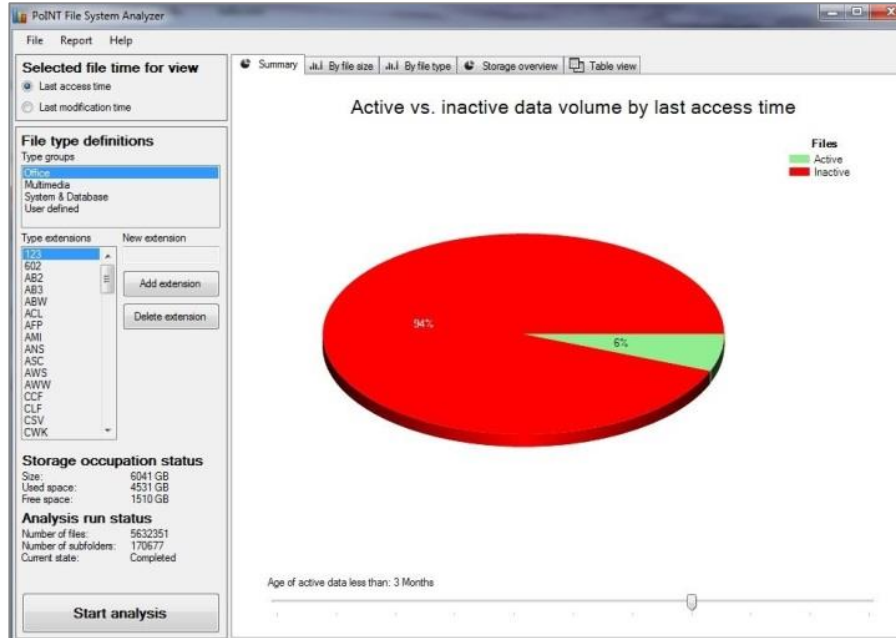 PoINT File System Analyzer
File Report Help
Selected file time for view
Last access time
Last modification time
File type definitions
Type groups
Office
Multimedia
System & Database
User defined
Type extensions New extension
123
602
AB2
AB3
ABW
ACL
AFP
AMI
ANS
ASC
AWS
AWW
CCF
CLF
CSV
CWK
Add extension
Delete extension
Storage occupation status
Size: 6041 GB
Used space: 4531 GB
Free space: 1510 GB
Analysis run status
Number of files: 5632351
Number of subfolders: 170677
Current state: Completed
Start analysis
Summary By file size By file type Storage overview Table view
Active vs. inactive data volume by last access time
Files
Active
Inactive
94%
6%
Age of active data less than: 3 Months